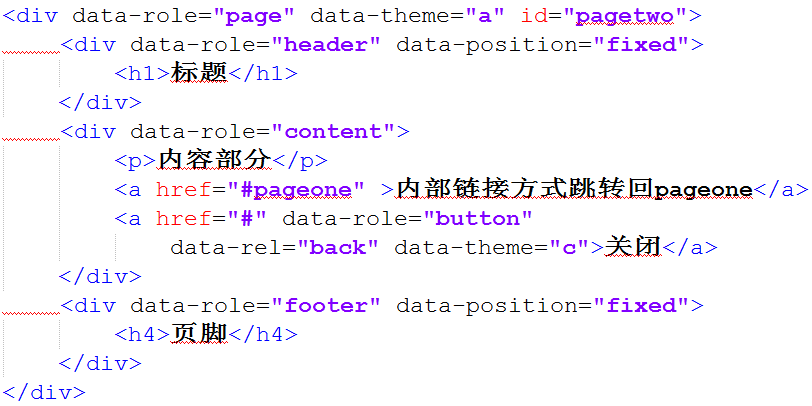 <div data-role="page" data-theme="a" id="pagetwo">
    <div data-role="header" data-position="fixed">
        <h1>标题</h1>
    </div>
    <div data-role="content">
        <p>内容部分</p>
        <a href="#pageone" >内部链接方式跳转回pageone</a>
        <a href="#" data-role="button"
            data-rel="back" data-theme="c">关闭</a>
    </div>
    <div data-role="footer" data-position="fixed">
        <h4>页脚</h4>
    </div>
</div>